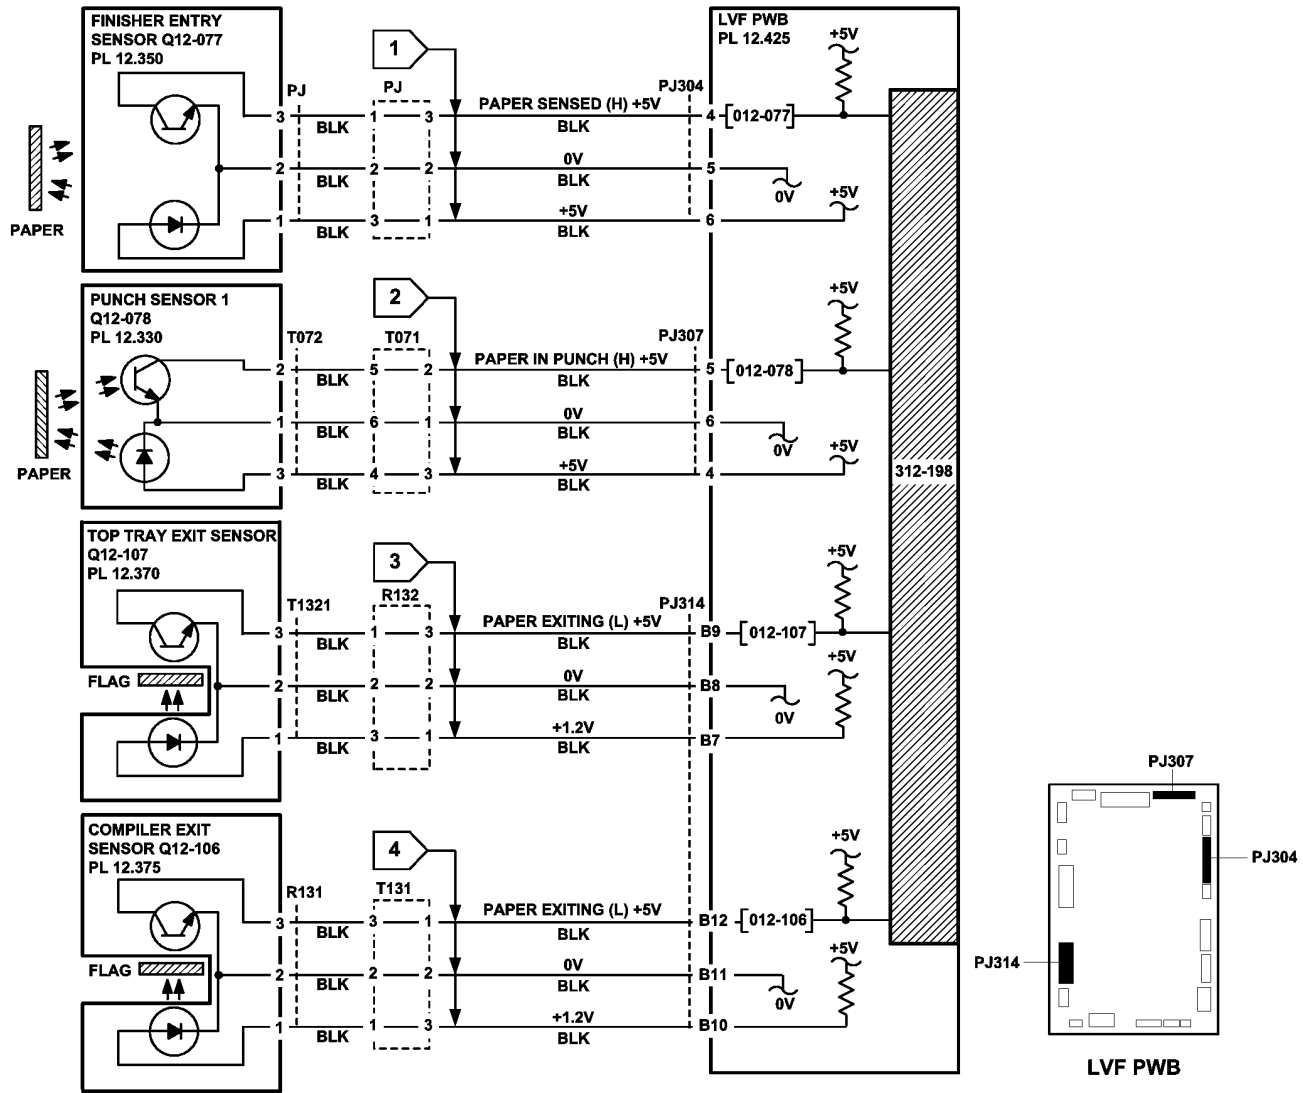 FINISHER ENTRY
SENSOR Q12-077
PL 12.350
3
2
1
PAPER
PJ
BLK
BLK
BLK
PJ
1 3
2 2
3 1
1
PAPER SENSED (H) +5V
BLK
0V
BLK
+5V
BLK
PJ304
4
5
6
LVF PWB
PL 12.425
+5V
[012-077]
0V
+5V
PUNCH SENSOR 1
Q12-078
PL 12.330
2
1
3
PAPER
T072
BLK
BLK
BLK
T071
5 2
6 1
4 3
2
PAPER IN PUNCH (H) +5V
BLK
0V
BLK
+5V
BLK
PJ307
5
6
4
+5V
[012-078]
0V
+5V
312-198
TOP TRAY EXIT SENSOR
Q12-107
PL 12.370
3
FLAG
2
1
T1321
BLK
BLK
BLK
R132
1 3
2 2
3 1
3
PAPER EXITING (L) +5V
BLK
0V
BLK
+1.2V
BLK
PJ314
B9
B8
B7
+5V
[012-107]
+5V
0V
COMPILER EXIT
SENSOR Q12-106
PL 12.375
3
FLAG
2
1
R131
BLK
BLK
BLK
T131
3 1
2 2
1 3
4
PAPER EXITING (L) +5V
BLK
0V
BLK
+1.2V
BLK
B12
B11
B10
+5V
[012-106]
+5V
0V
PJ307
PJ304
PJ314
LVF PWB